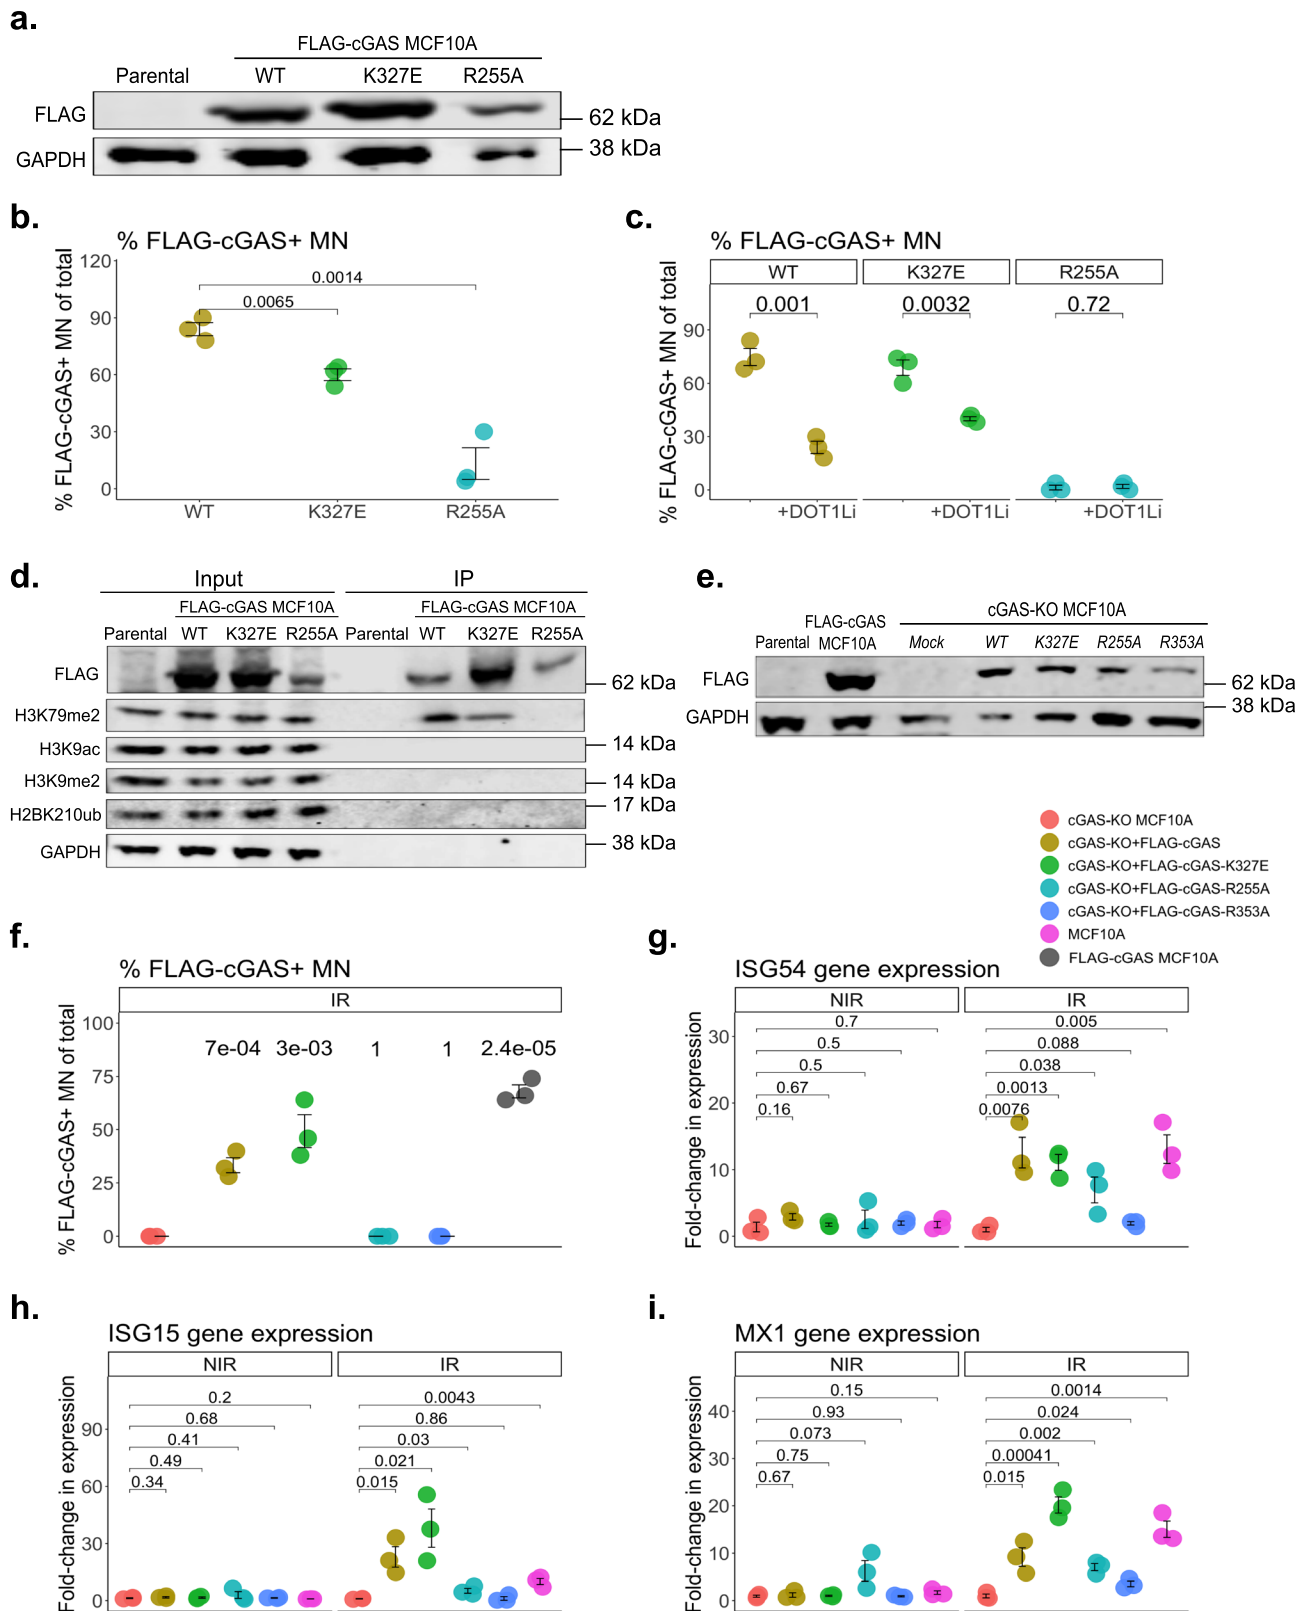 a.
FLAG-cGAS MCF10A
Parental WT K327E R255A
FLAG 62 kDa
GAPDH 38 kDa
b.
% FLAG-cGAS+ MN
% FLAG-cGAS+ MN of total
120
90
60
30
0
0.0014
0.0065
WT K327E R255A
c.
% FLAG-cGAS+ MN
% FLAG-cGAS+ MN of total
WT K327E R255A
0.001 0.0032 0.72
90
60
30
0
+DOT1Li +DOT1Li +DOT1Li
d.
Input IP
FLAG-cGAS MCF10A FLAG-cGAS MCF10A
Parental WT K327E R255A Parental WT K327E R255A
FLAG 62 kDa
H3K79me2
H3K9ac 14 kDa
H3K9me2 14 kDa
H2BK210ub 17 kDa
GAPDH 38 kDa
e.
FLAG-cGAS MCF10A
cGAS-KO MCF10A
Parental Mock WT K327E R255A R353A
FLAG 62 kDa
GAPDH 38 kDa
cGAS-KO MCF10A
cGAS-KO+FLAG-cGAS
cGAS-KO+FLAG-cGAS-K327E
cGAS-KO+FLAG-cGAS-R255A
cGAS-KO+FLAG-cGAS-R353A
MCF10A
FLAG-cGAS MCF10A
f.
% FLAG-cGAS+ MN
% FLAG-cGAS+ MN of total
IR
100
75
50
25
0
7e-04 3e-03 1 1 2.4e-05
g.
ISG54 gene expression
Fold-change in expression
NIR IR
30
20
10
0
0.7
0.5
0.5
0.67
0.16
0.005
0.088
0.038
0.0013
0.0076
h.
ISG15 gene expression
Fold-change in expression
NIR IR
90
60
30
0
0.2
0.68
0.41
0.49
0.34
0.0043
0.86
0.03
0.021
0.015
i.
MX1 gene expression
Fold-change in expression
NIR IR
40
30
20
10
0
0.15
0.93
0.073
0.75
0.67
0.0014
0.024
0.002
0.00041
0.015